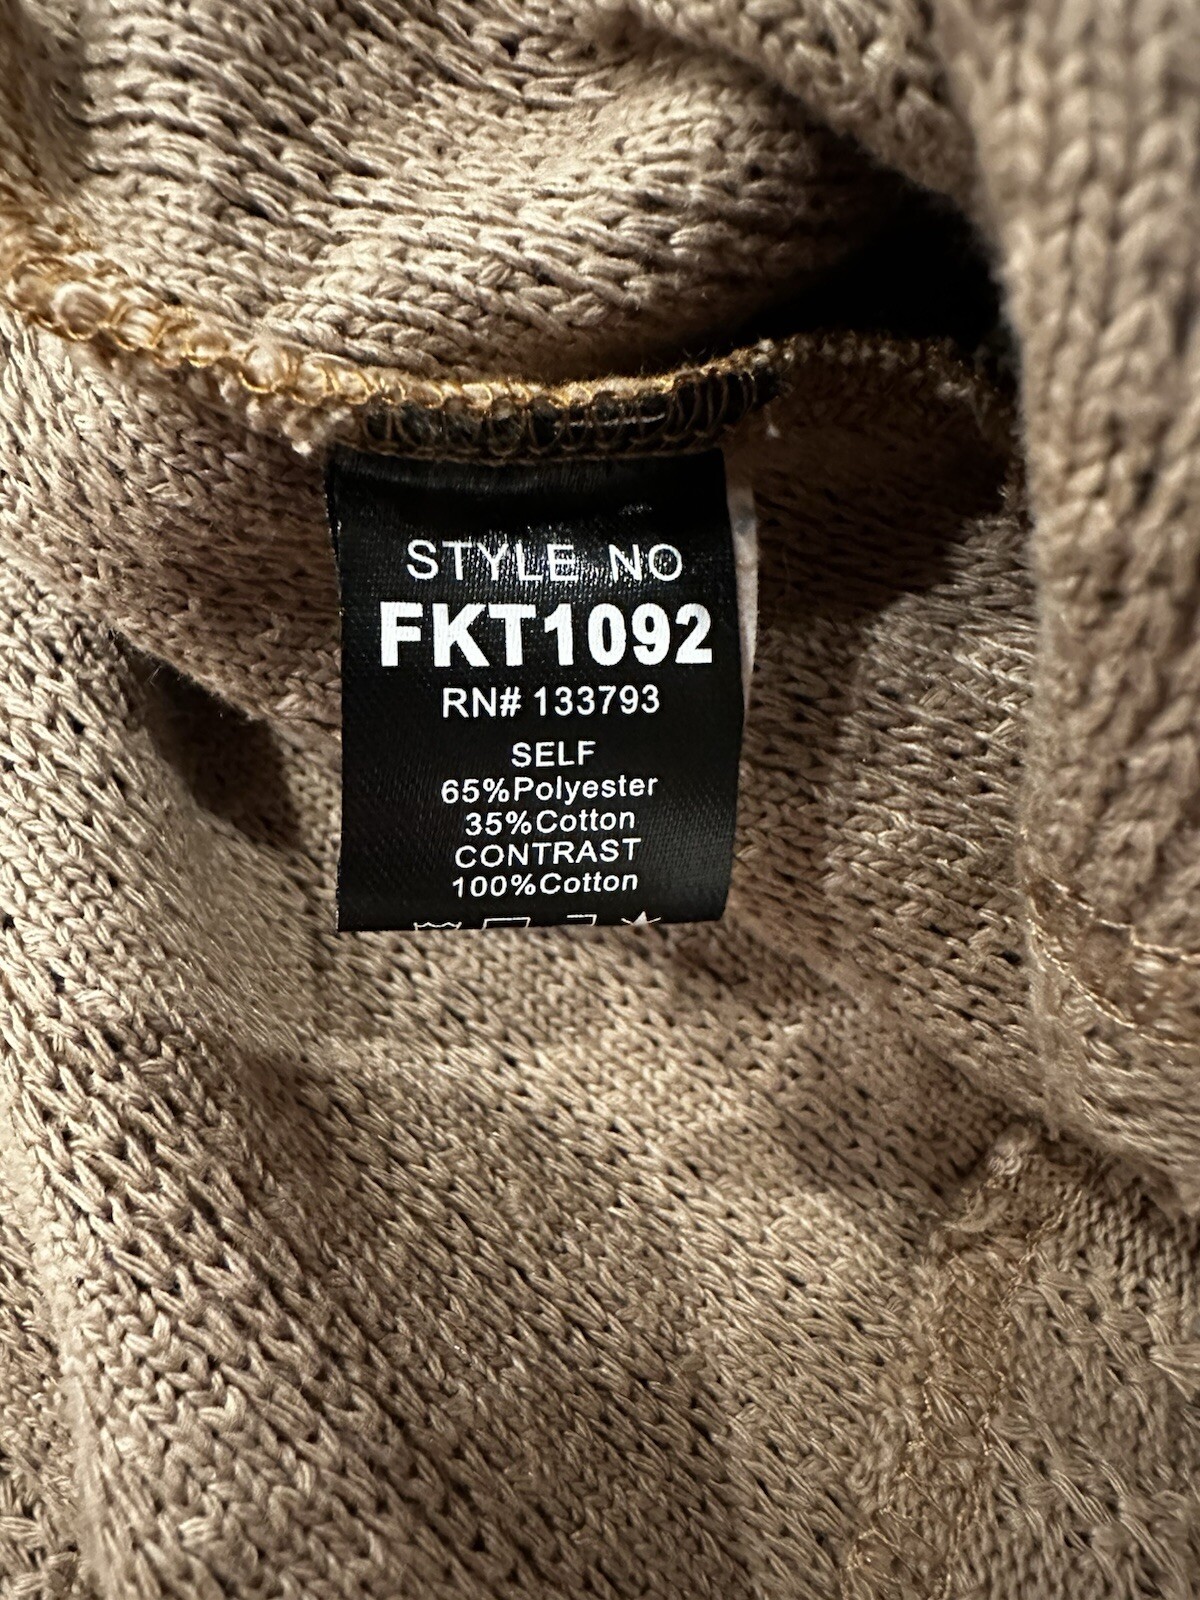 STYLE NO
FKT1092
RN# 133793
SELF
65%Polyester
35%Cotton
CONTRAST
100%Cotton